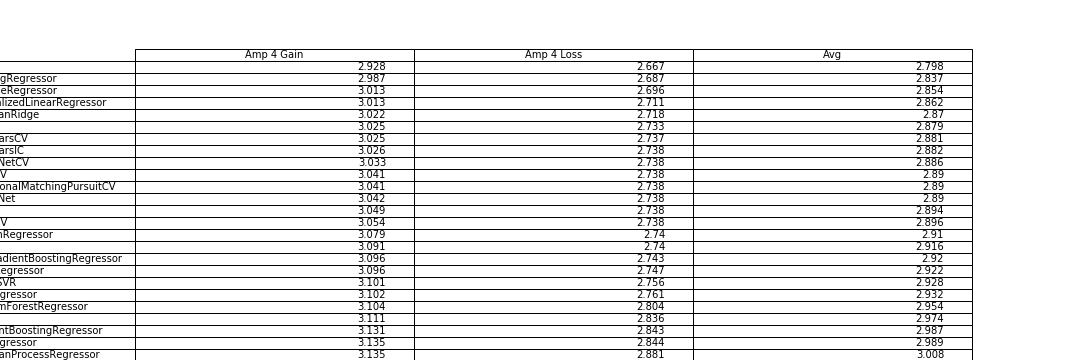 Amp 4 Gain Amp 4 Loss Avg
2.928 2.667 2.798
gRegressor 2.987 2.687 2.837
eRegressor 3.013 2.696 2.854
alizedLinearRegressor 3.013 2.711 2.862
anRidge 3.022 2.718 2.87
3.025 2.733 2.879
arsCV 3.025 2.737 2.881
arsIC 3.026 2.738 2.882
NetCV 3.033 2.738 2.886
V 3.041 2.738 2.89
onalMatchingPursuitCV 3.041 2.738 2.89
Net 3.042 2.738 2.89
3.049 2.738 2.894
V 3.054 2.738 2.896
nRegressor 3.079 2.74 2.91
3.091 2.74 2.916
adientBoostingRegressor 3.096 2.743 2.92
egressor 3.096 2.747 2.922
SVR 3.101 2.756 2.928
gressor 3.102 2.761 2.932
mForestRegressor 3.104 2.804 2.954
3.111 2.836 2.974
ntBoostingRegressor 3.131 2.843 2.987
gressor 3.135 2.844 2.989
anProcessRegressor 3.135 2.881 3.008